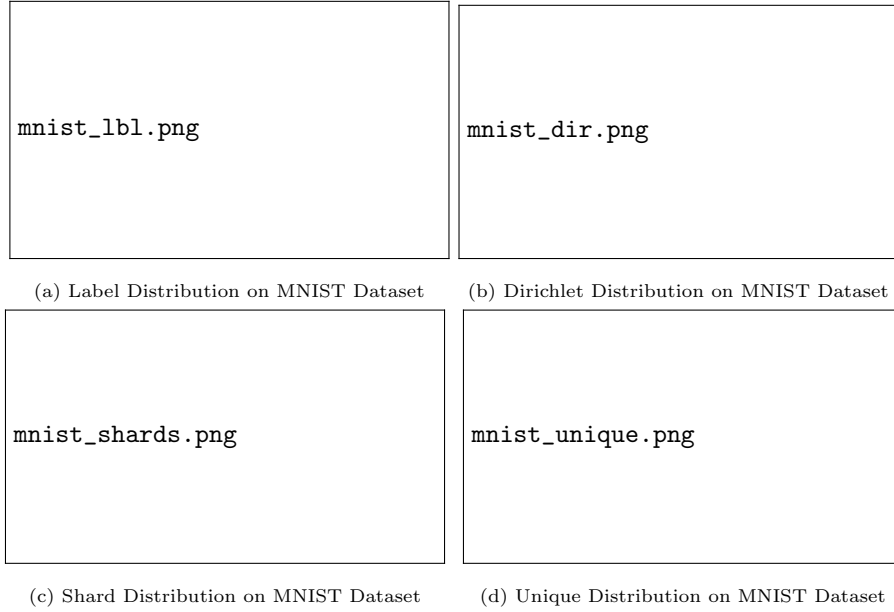 mnist_lbl.png
mnist_dir.png
(a) Label Distribution on MNIST Dataset
(b) Dirichlet Distribution on MNIST Dataset
mnist_shards.png
mnist_unique.png
(c) Shard Distribution on MNIST Dataset
(d) Unique Distribution on MNIST Dataset